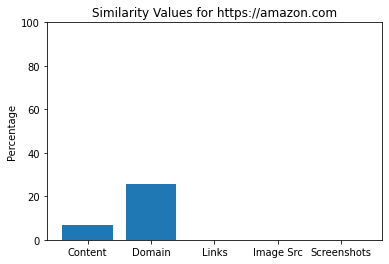 Similarity Values for https://amazon.com
Percentage
100
80
60
40
20
0
Content Domain Links Image Src Screenshots